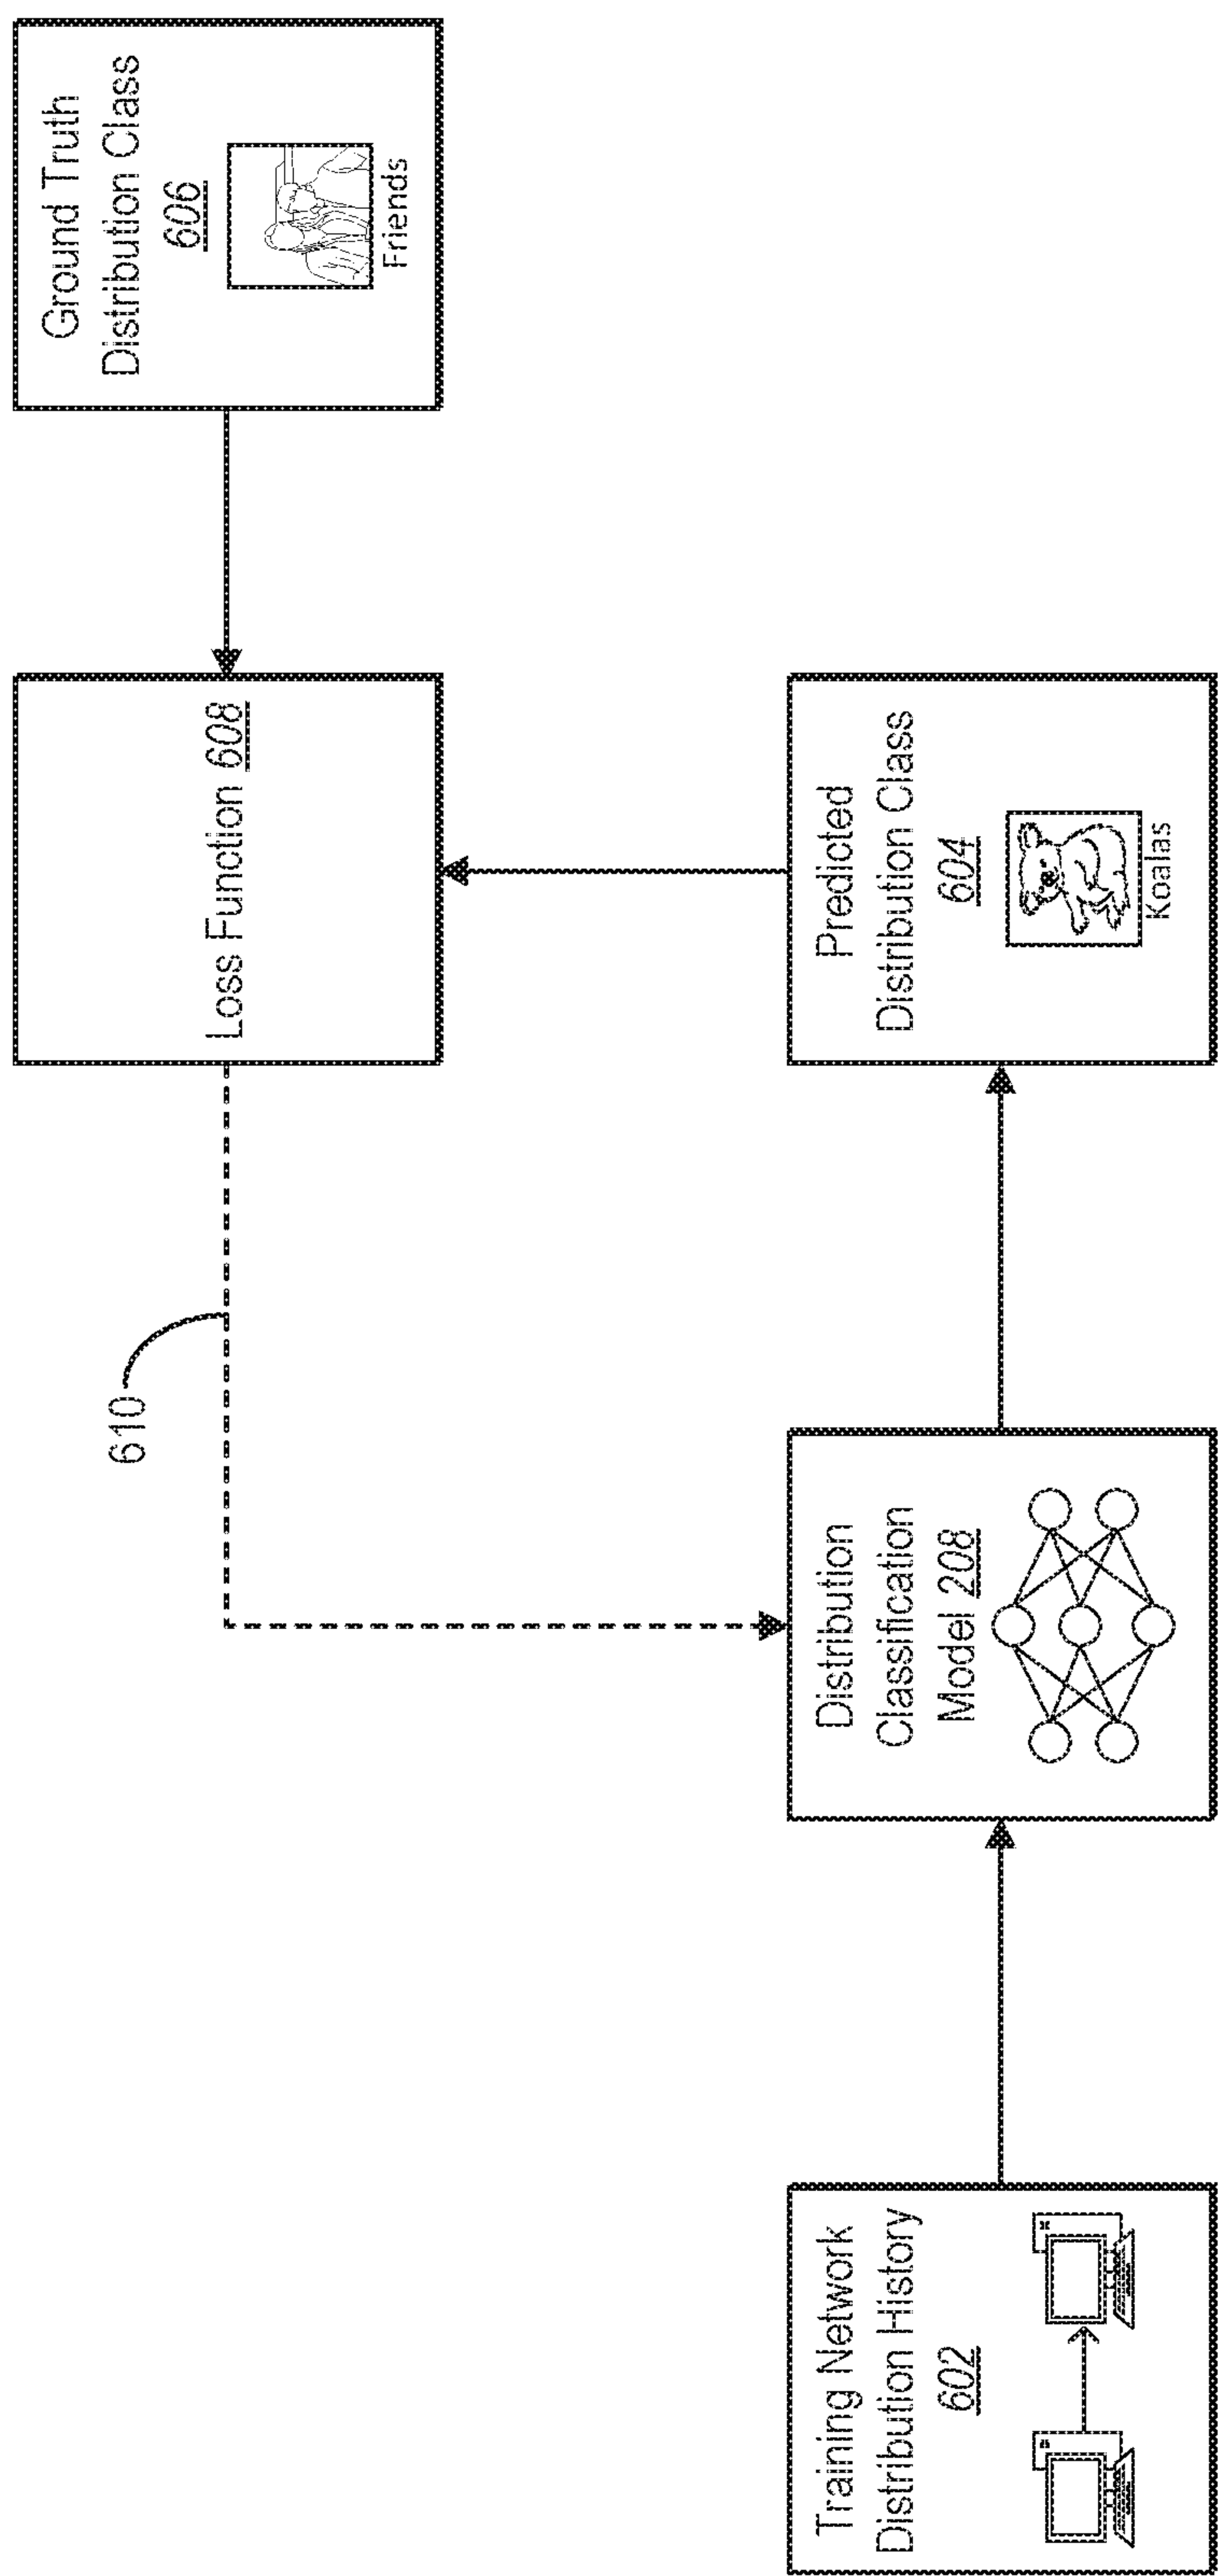 Ground Truth
Distribution Class
606
Friends
Loss Function 608
610
Predicted
Distribution Class
604
Koalas
Distribution
Classification
Model 208
Training Network
Distribution History
602